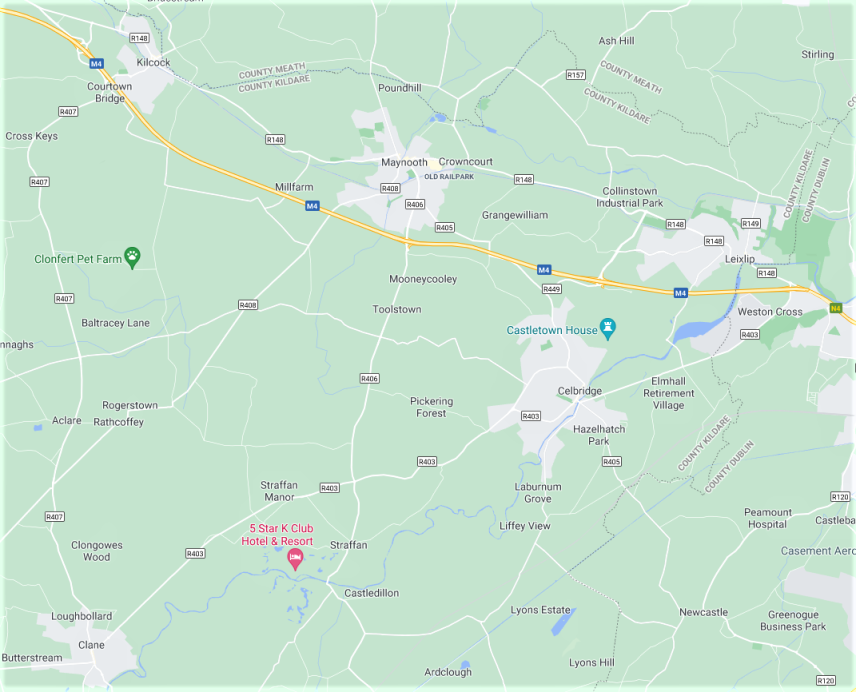 R148
Ash Hill
Stirling
M4
Kilcock
COUNTY MEATH
COUNTY KILDARE
R157
COUNTY MEATH
COUNTY KILDARE
Courtown
Bridge
Poundhill
R407
Cross Keys
R148
Maynooth
Crowncourt
OLD RAILPARK
R148
COUNTY KILDARE
COUNTY DUBLIN
R407
Millfarm
R408
R406
Collinstown
Industrial Park
M4
Grangewilliam
R405
R148
R149
R148
Leixlip
Clonfert Pet Farm
M4
R148
Mooneycooley
R449
M4
R407
R408
Toolstown
Weston Cross
N4
Baltracey Lane
Castletown House
R403
nnaghs
R406
Celbridge
Elmhall
Retirement
Village
Rogerstown
Pickering
Forest
Aclare
Rathcoffey
R403
Hazelhatch
Park
COUNTY KILDARE
COUNTY DUBLIN
R403
R405
Straffan
Manor
R403
Laburnum
Grove
R120
R407
5 Star K Club
Hotel & Resort
Liffey View
Peamount
Hospital
Castleba
Clongowes
Wood
R403
Straffan
Casement Aero
Castledillon
Loughbollard
Lyons Estate
Newcastle
Greenogue
Business Park
Clane
Butterstream
Ardclough
Lyons Hill
R120